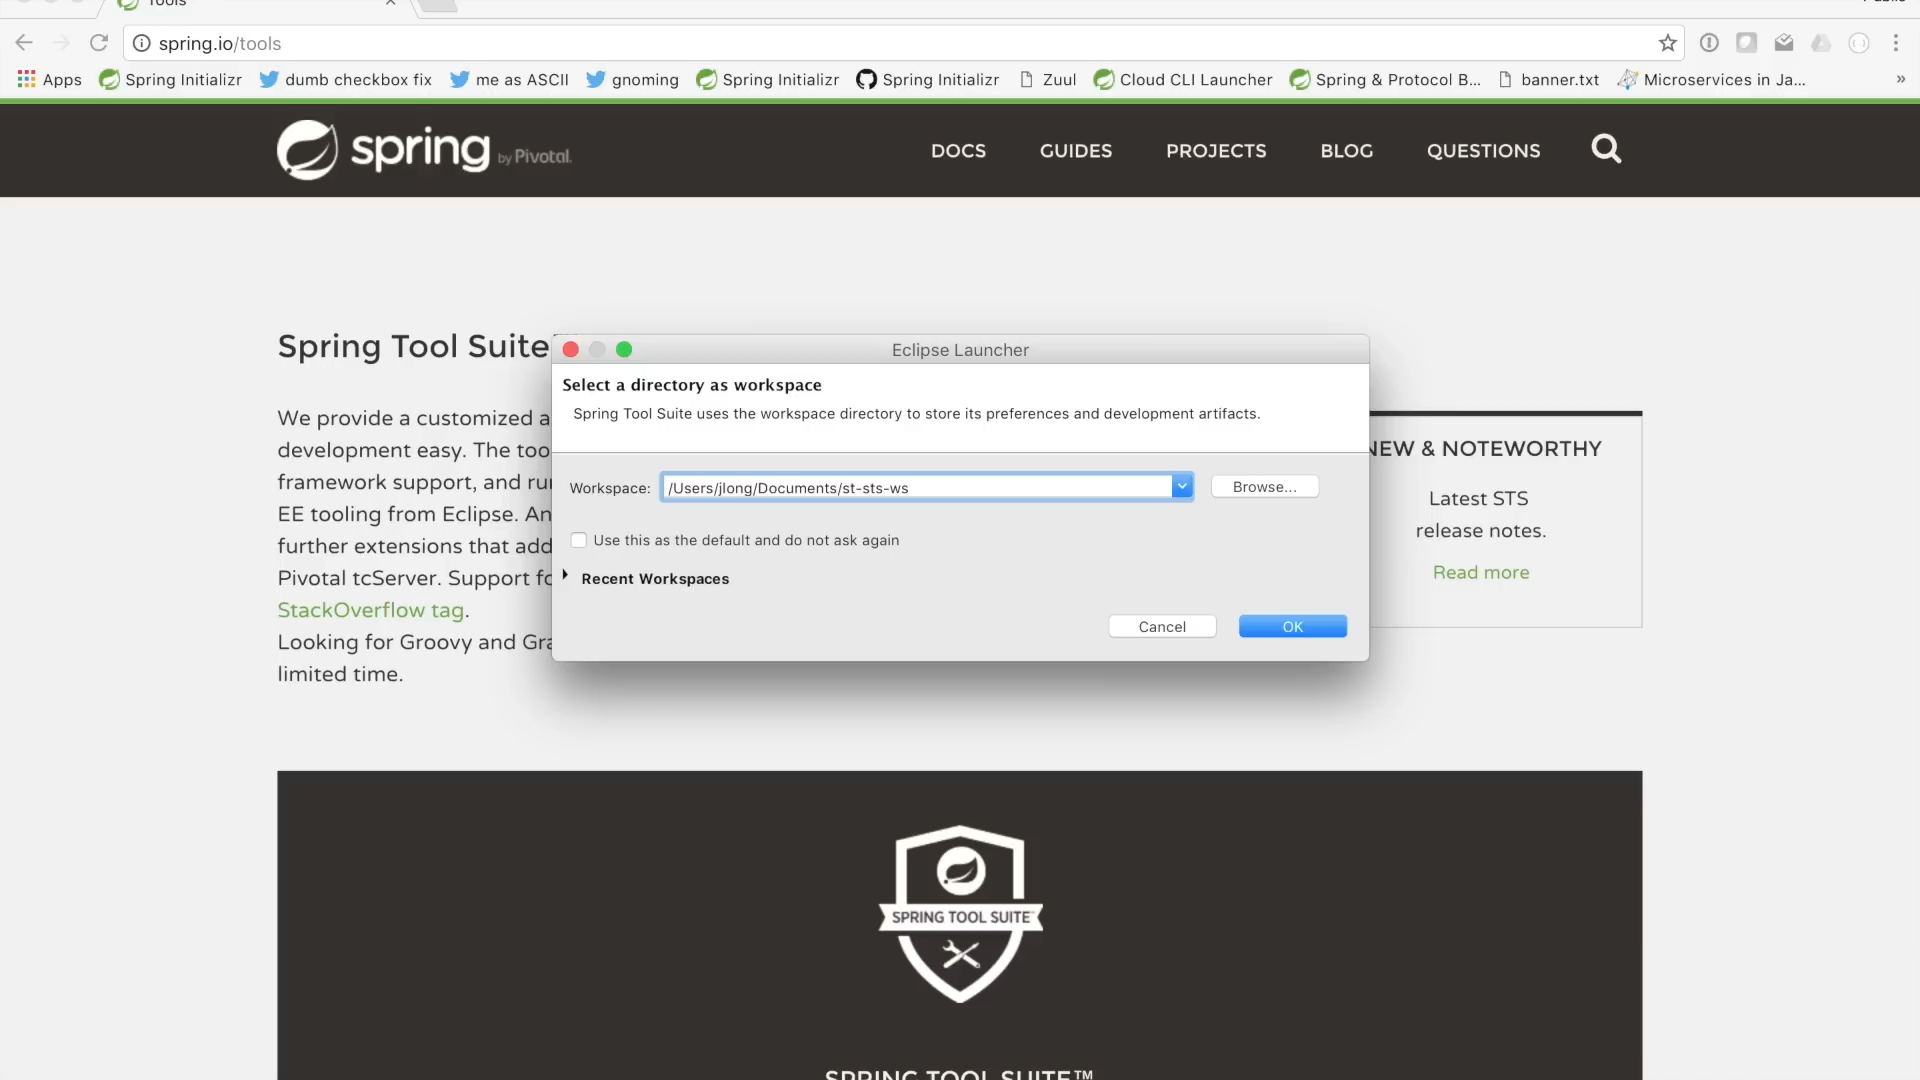 Tools
spring.io/tools
Apps Spring Initializr dumb checkbox fix me as ASCII gnoming Spring Initializr Spring Initializr Zuul Cloud CLI Launcher Spring & Protocol B... banner.txt Microservices in Ja... »
spring by Pivotal. DOCS GUIDES PROJECTS BLOG QUESTIONS
Spring Tool Suite
We provide a customized a
development easy. The too
framework support, and ru
EE tooling from Eclipse. An
further extensions that add
Pivotal tcServer. Support fo
StackOverflow tag.
Looking for Groovy and Gra
limited time.
Eclipse Launcher
Select a directory as workspace
Spring Tool Suite uses the workspace directory to store its preferences and development artifacts.
Workspace: /Users/jlong/Documents/st-sts-ws Browse...
Use this as the default and do not ask again
Recent Workspaces
Cancel OK
NEW & NOTEWORTHY
Latest STS
release notes.
Read more
SPRING TOOL SUITE
SPRING TOOL SUITE™